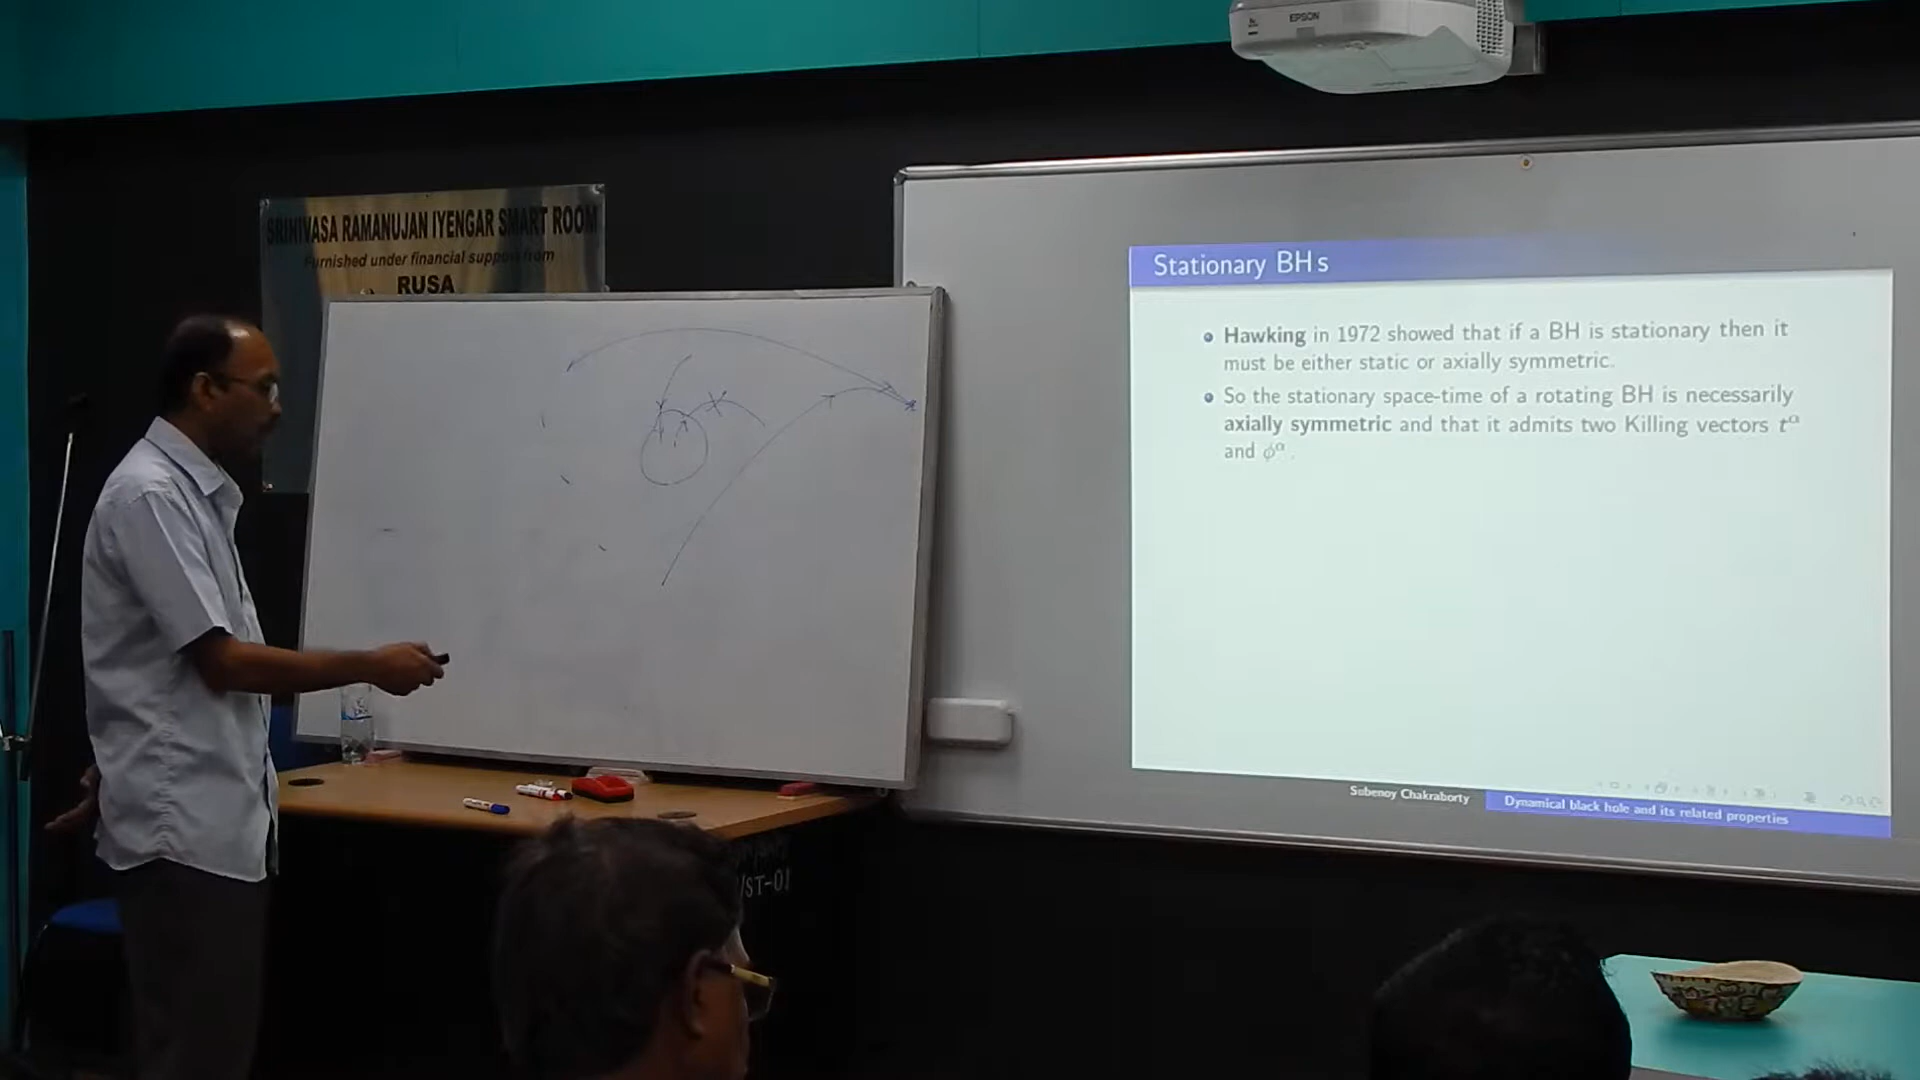 EPSON
SRINIVASA RAMANUJAN IYENGAR SMART ROOM
Furnished under financial support from
RUSA
Stationary BHs
Hawking in 1972 showed that if a BH is stationary then it
must be either static or axially symmetric.
So the stationary space-time of a rotating BH is necessarily
axially symmetric and that it admits two Killing vectors t^α
and ϕ^α.
Subenoy Chakraborty
Dynamical black hole and its related properties
/ST-01